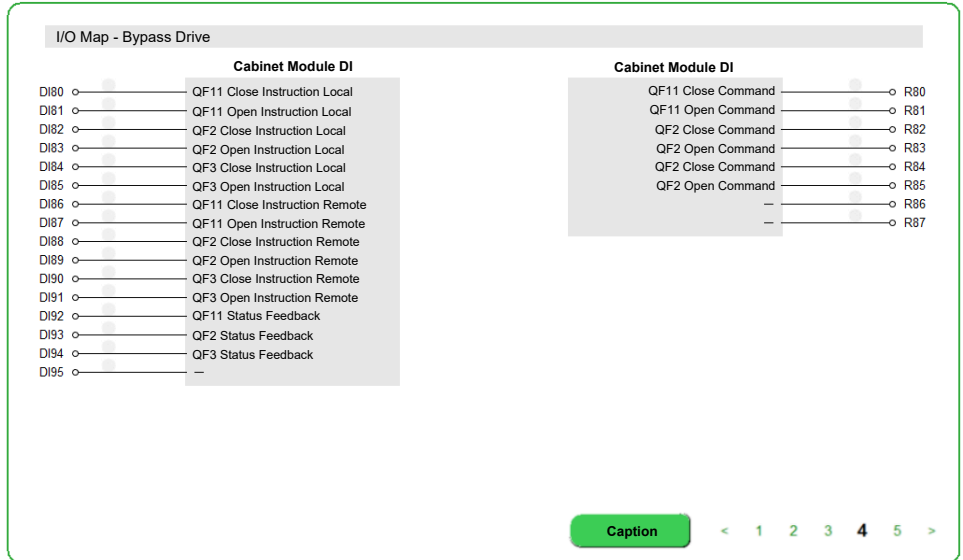 I/O Map - Bypass Drive
Cabinet Module DI
DI80 QF11 Close Instruction Local
DI81 QF11 Open Instruction Local
DI82 QF2 Close Instruction Local
DI83 QF2 Open Instruction Local
DI84 QF3 Close Instruction Local
DI85 QF3 Open Instruction Local
DI86 QF11 Close Instruction Remote
DI87 QF11 Open Instruction Remote
DI88 QF2 Close Instruction Remote
DI89 QF2 Open Instruction Remote
DI90 QF3 Close Instruction Remote
DI91 QF3 Open Instruction Remote
DI92 QF11 Status Feedback
DI93 QF2 Status Feedback
DI94 QF3 Status Feedback
DI95 —
Cabinet Module DI
QF11 Close Command R80
QF11 Open Command R81
QF2 Close Command R82
QF2 Open Command R83
QF2 Close Command R84
QF2 Open Command R85
— R86
— R87
Caption < 1 2 3 4 5 >